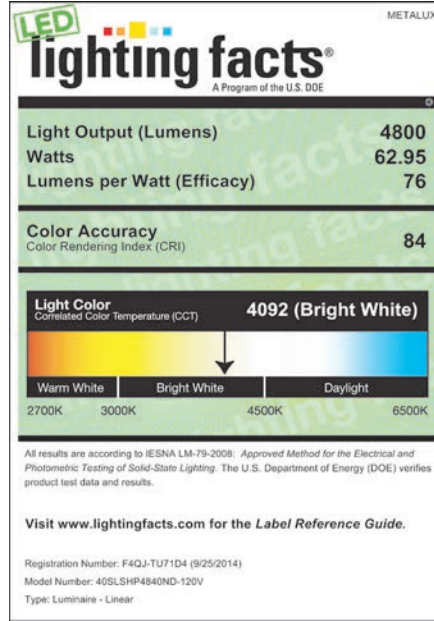 METALUX
LED
lighting facts®
A Program of the U.S. DOE
Light Output (Lumens) 4800
Watts 62.95
Lumens per Watt (Efficacy) 76
Color Accuracy
Color Rendering Index (CRI) 84
Light Color
Correlated Color Temperature (CCT) 4092 (Bright White)
Warm White Bright White Daylight
2700K 3000K 4500K 6500K
All results are according to IESNA LM-79-2008: Approved Method for the Electrical and
Photometric Testing of Solid-State Lighting. The U.S. Department of Energy (DOE) verifies
product test data and results.
Visit www.lightingfacts.com for the Label Reference Guide.
Registration Number: F4QJ-TU71D4 (9/25/2014)
Model Number: 40SLSHP4840ND-120V
Type: Luminaire - Linear